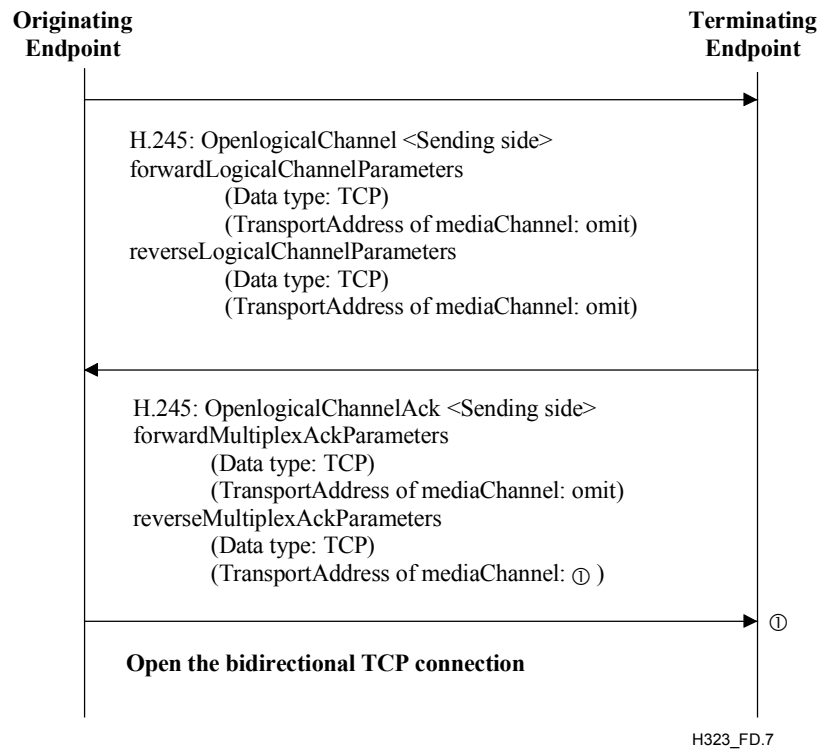 Originating
Endpoint
Terminating
Endpoint
H.245: OpenlogicalChannel <Sending side>
forwardLogicalChannelParameters
(Data type: TCP)
(TransportAddress of mediaChannel: omit)
reverseLogicalChannelParameters
(Data type: TCP)
(TransportAddress of mediaChannel: omit)
H.245: OpenlogicalChannelAck <Sending side>
forwardMultiplexAckParameters
(Data type: TCP)
(TransportAddress of mediaChannel: omit)
reverseMultiplexAckParameters
(Data type: TCP)
(TransportAddress of mediaChannel: ① )
①
Open the bidirectional TCP connection
H323_FD.7